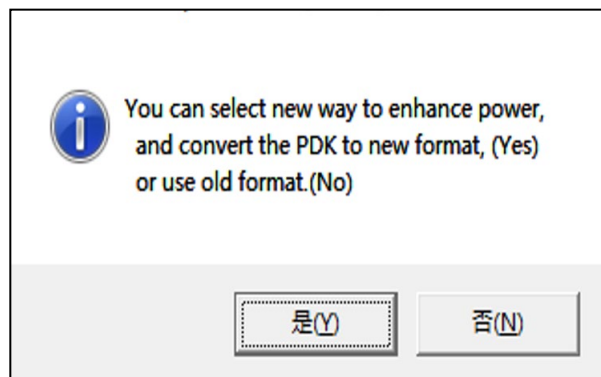 You can select new way to enhance power,
and convert the PDK to new format, (Yes)
or use old format.(No)
是(Y)
否(N)